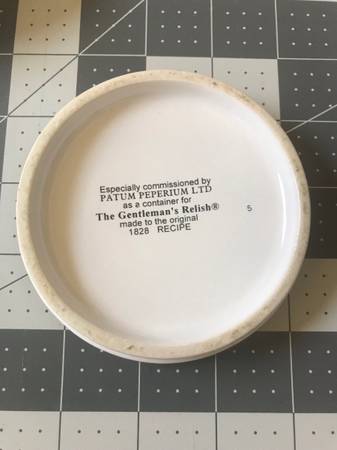 Especially commissioned by
PATUM PEPERIUM LTD
as a container for
The Gentleman's Relish®
made to the original
1828 RECIPE
5